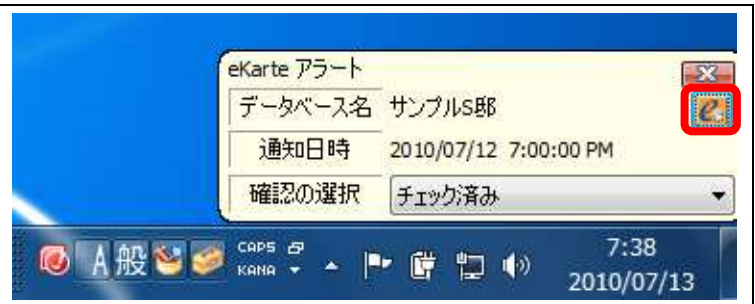 eKarte アラート
データベース名 サンプルS邸
通知日時 2010/07/12 7:00:00 PM
確認の選択 チェック済み
A 般 CAPS KANA 7:38
2010/07/13